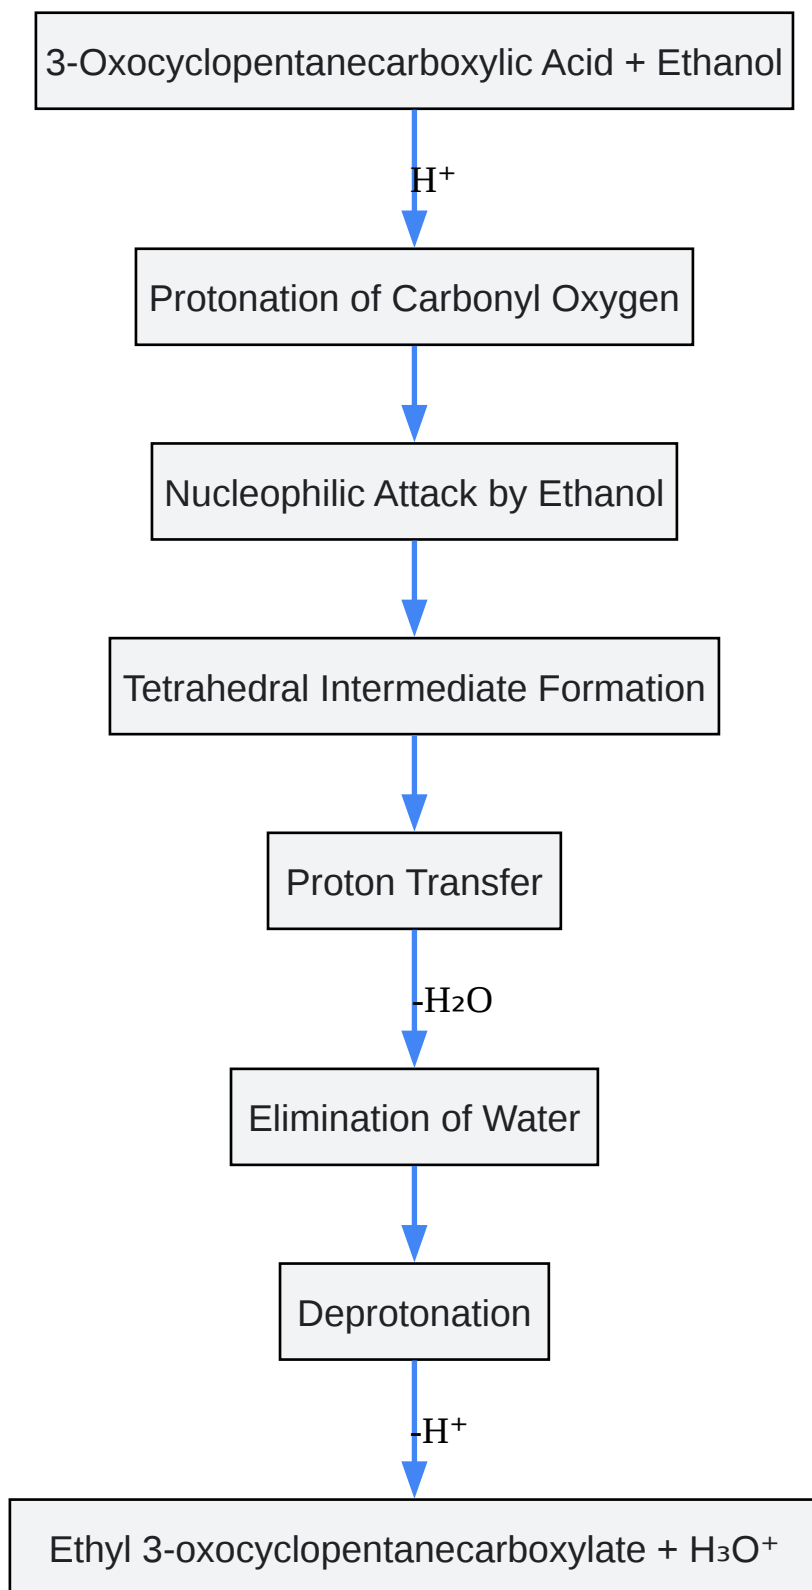 3-Oxocyclopentanecarboxylic Acid + Ethanol
H⁺
Protonation of Carbonyl Oxygen
Nucleophilic Attack by Ethanol
Tetrahedral Intermediate Formation
Proton Transfer
-H₂O
Elimination of Water
Deprotonation
-H⁺
Ethyl 3-oxocyclopentanecarboxylate + H₃O⁺